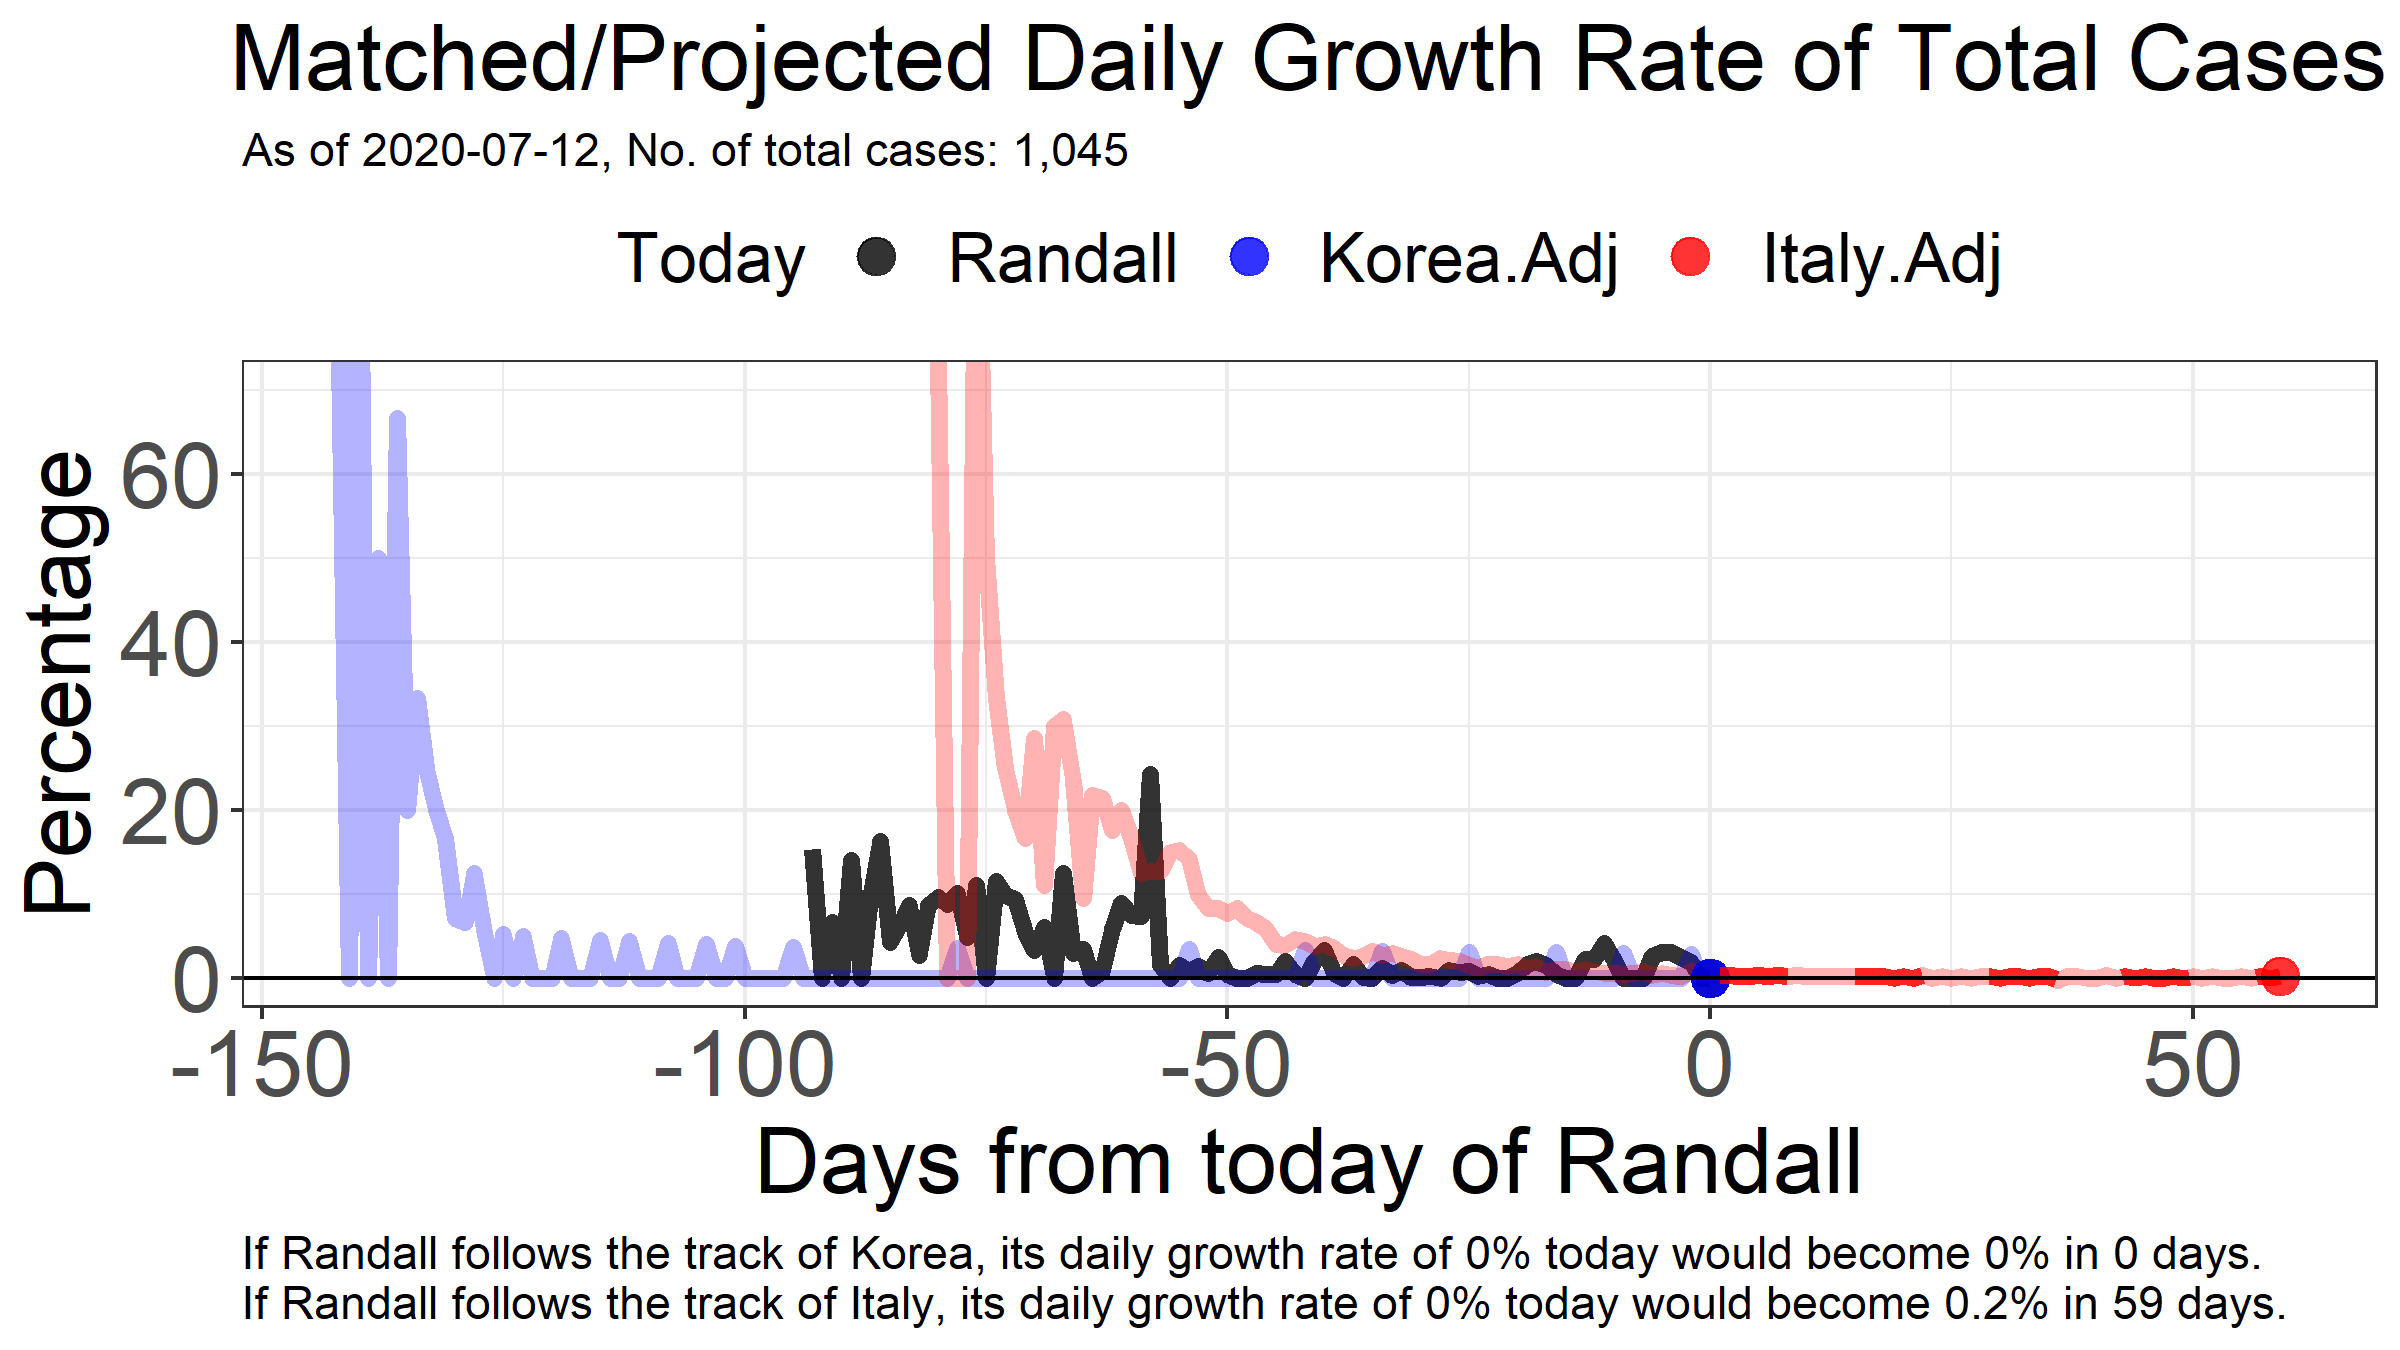 Matched/Projected Daily Growth Rate of Total Cases
As of 2020-07-12, No. of total cases: 1,045
Today Randall Korea.Adj Italy.Adj
Percentage
60
40
20
0
-150 -100 -50 0 50
Days from today of Randall
If Randall follows the track of Korea, its daily growth rate of 0% today would become 0% in 0 days.
If Randall follows the track of Italy, its daily growth rate of 0% today would become 0.2% in 59 days.